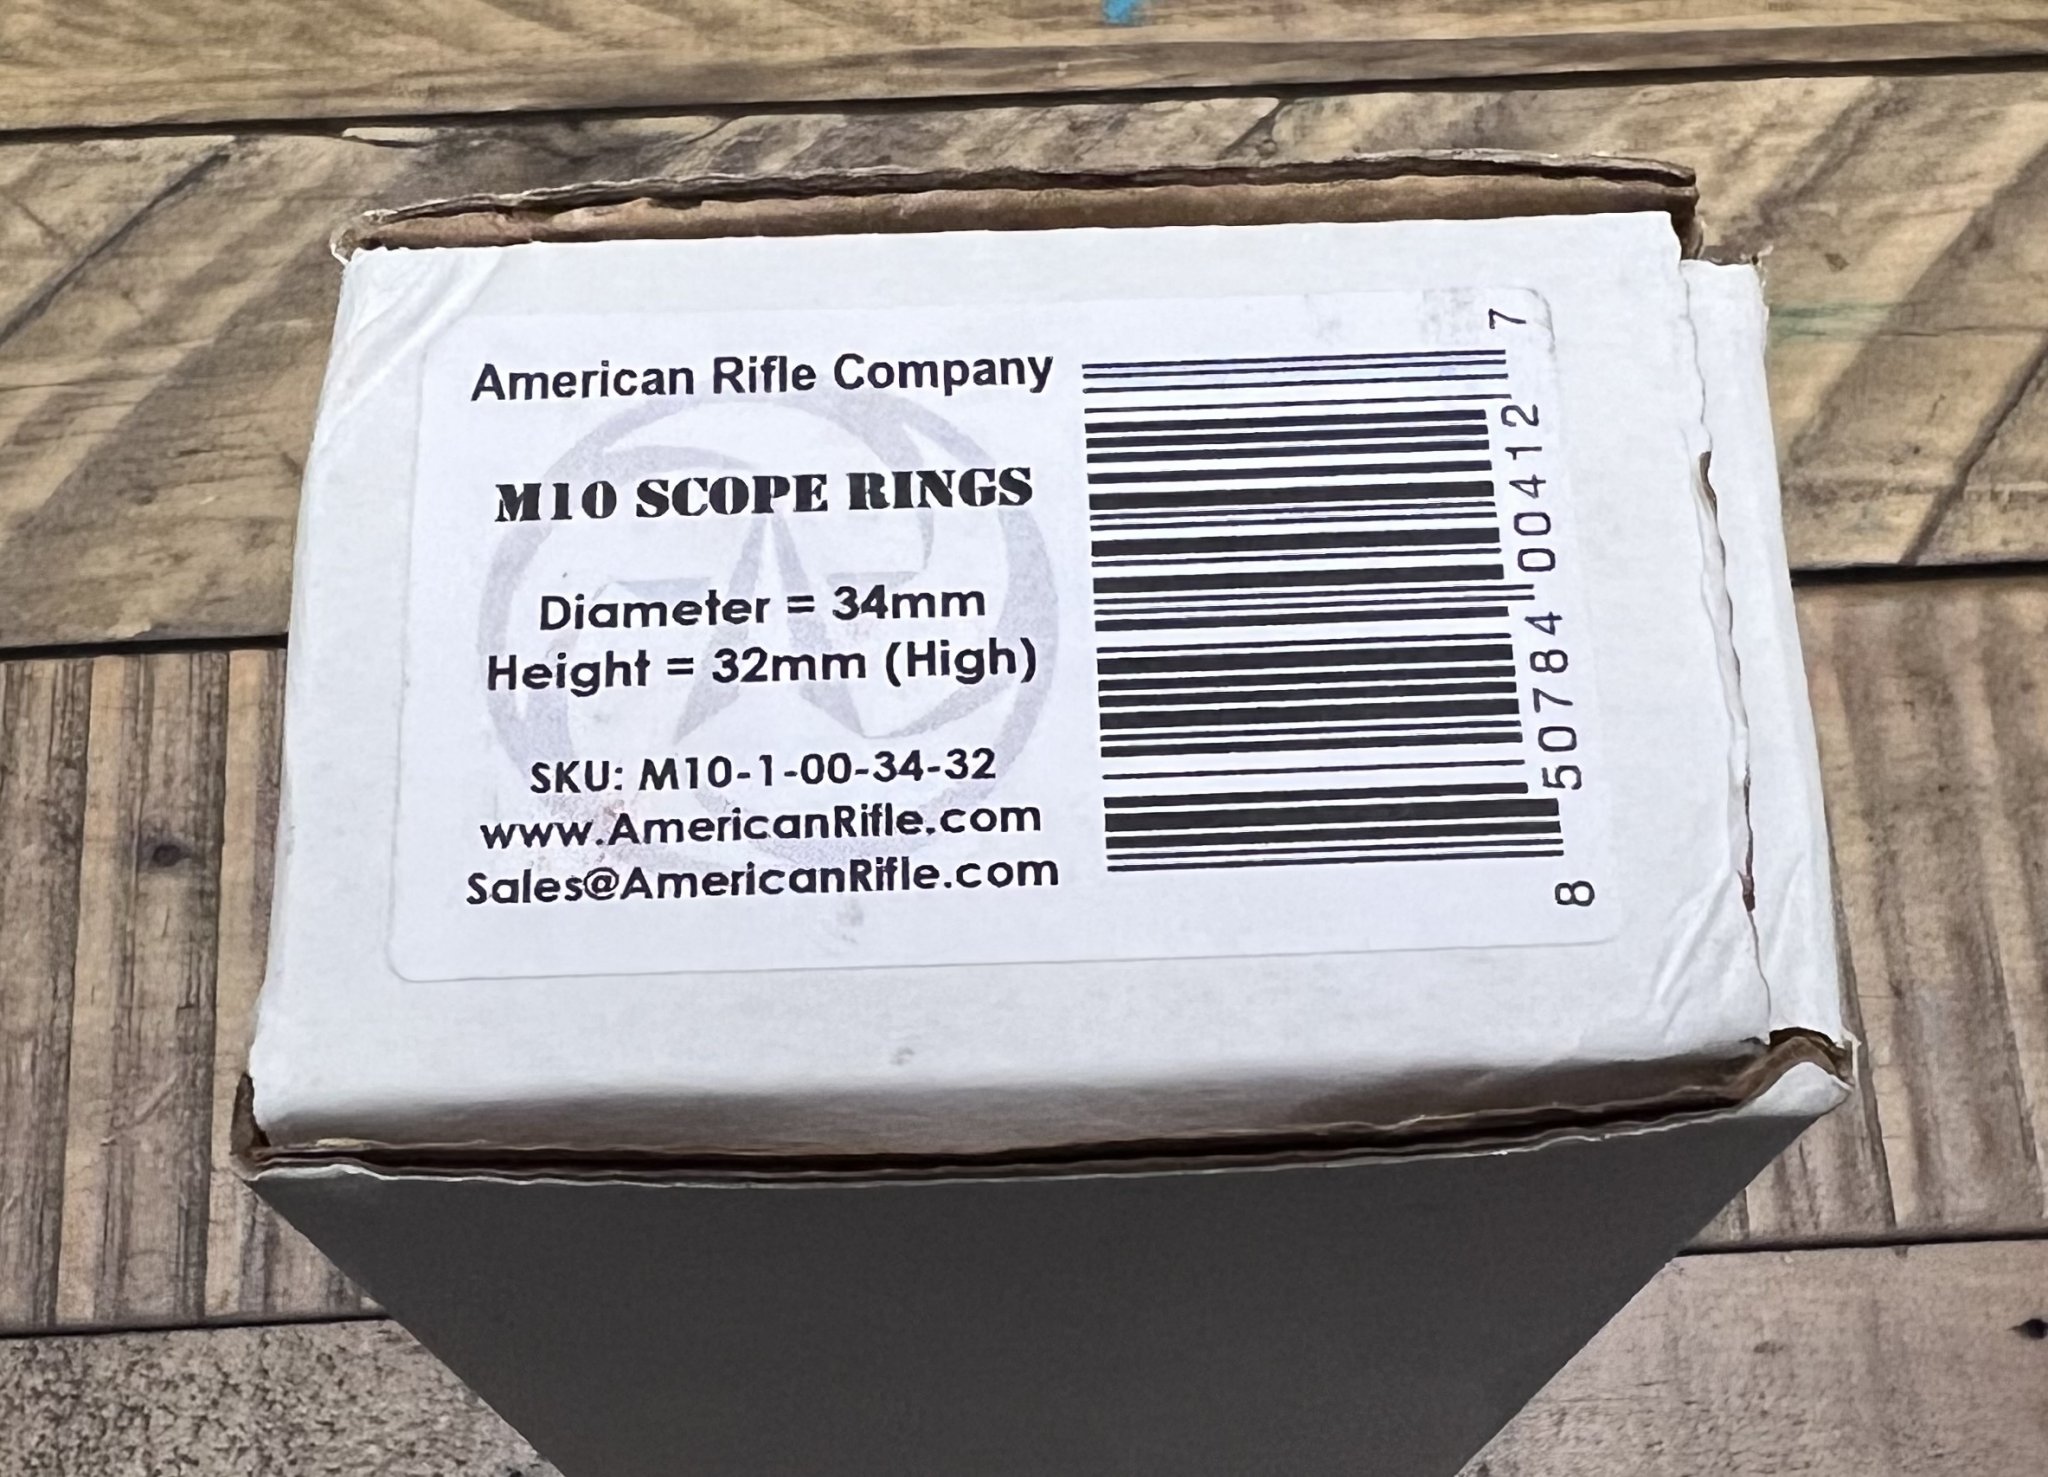 American Rifle Company
M10 SCOPE RINGS
Diameter = 34mm
Height = 32mm (High)
SKU: M10-1-00-34-32
www.AmericanRifle.com
Sales@AmericanRifle.com
8 50784 00412 7